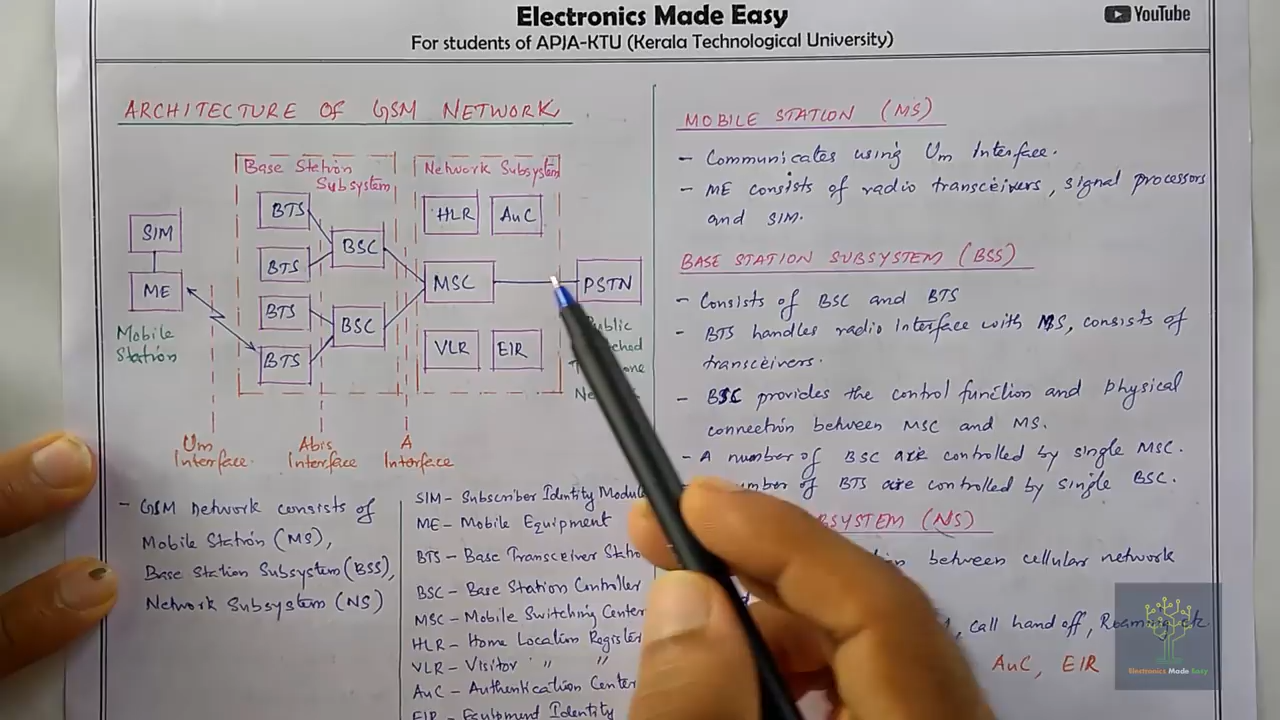 Electronics Made Easy
YouTube
For students of APJA-KTU (Kerala Technological University)
ARCHITECTURE OF GSM NETWORK
Base Station
Subsystem
Network Subsystem
BTS
BTS
BTS
BTS
BSC
BSC
HLR
AuC
MSC
VLR
EIR
SIM
ME
Mobile
Station
PSTN
Um
Interface
Abis
Interface
A
Interface
- GSM Network consists of
Mobile Station (MS),
Base Station Subsystem (BSS),
Network Subsystem (NS)
SIM - Subscriber Identity Module
ME - Mobile Equipment
BTS - Base Transceiver
BSC - Base Station Controller
MSC - Mobile Switching Center
HLR - Home Location Register
VLR - Visitor " "
AuC - Authentication Center
EIR - Equipment Identity
MOBILE STATION (MS)
- Communicates using Um Interface.
- ME consists of radio transceivers, signal processors
and SIM.
BASE STATION SUBSYSTEM (BSS)
- Consists of BSC and BTS
- BTS handles radio Interface with MS, consists of
transceivers.
- BSC provides the control function and physical
connection between MSC and MS.
- A number of BSC are controlled by single MSC.
number of BTS are controlled by single BSC.
(NS)
between cellular network
, call hand off, Roaming etc.
AuC, EIR
Electronics Made Easy